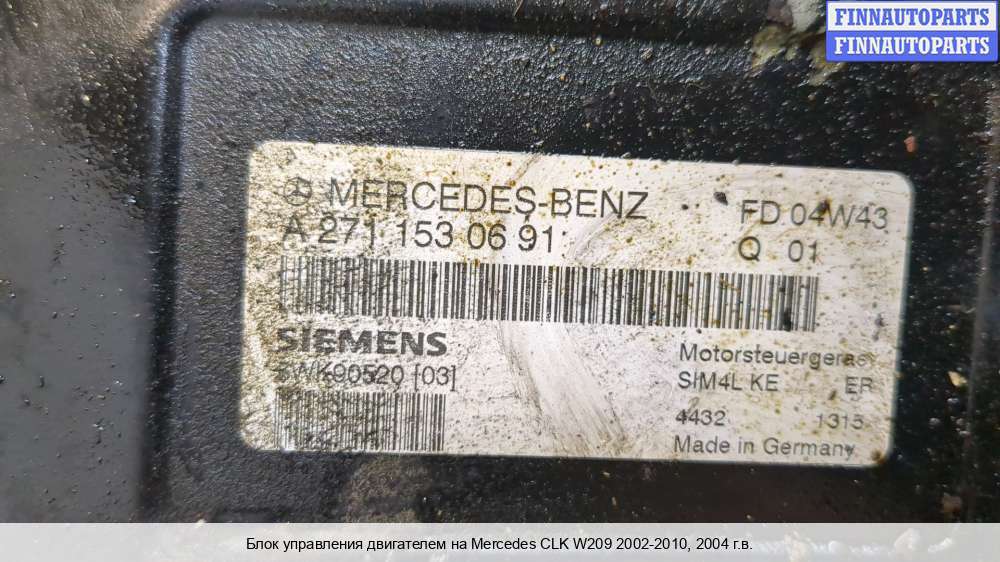 FINNAUTOPARTS
FINNAUTOPARTS
MERCEDES-BENZ
FD 04W43
A 271 153 06 91
Q 01
SIEMENS
5WK90520 [03]
Motorsteuergeraet
SIM4L KE ER
4432 1315
Made in Germany
Блок управления двигателем на Mercedes CLK W209 2002-2010, 2004 г.в.